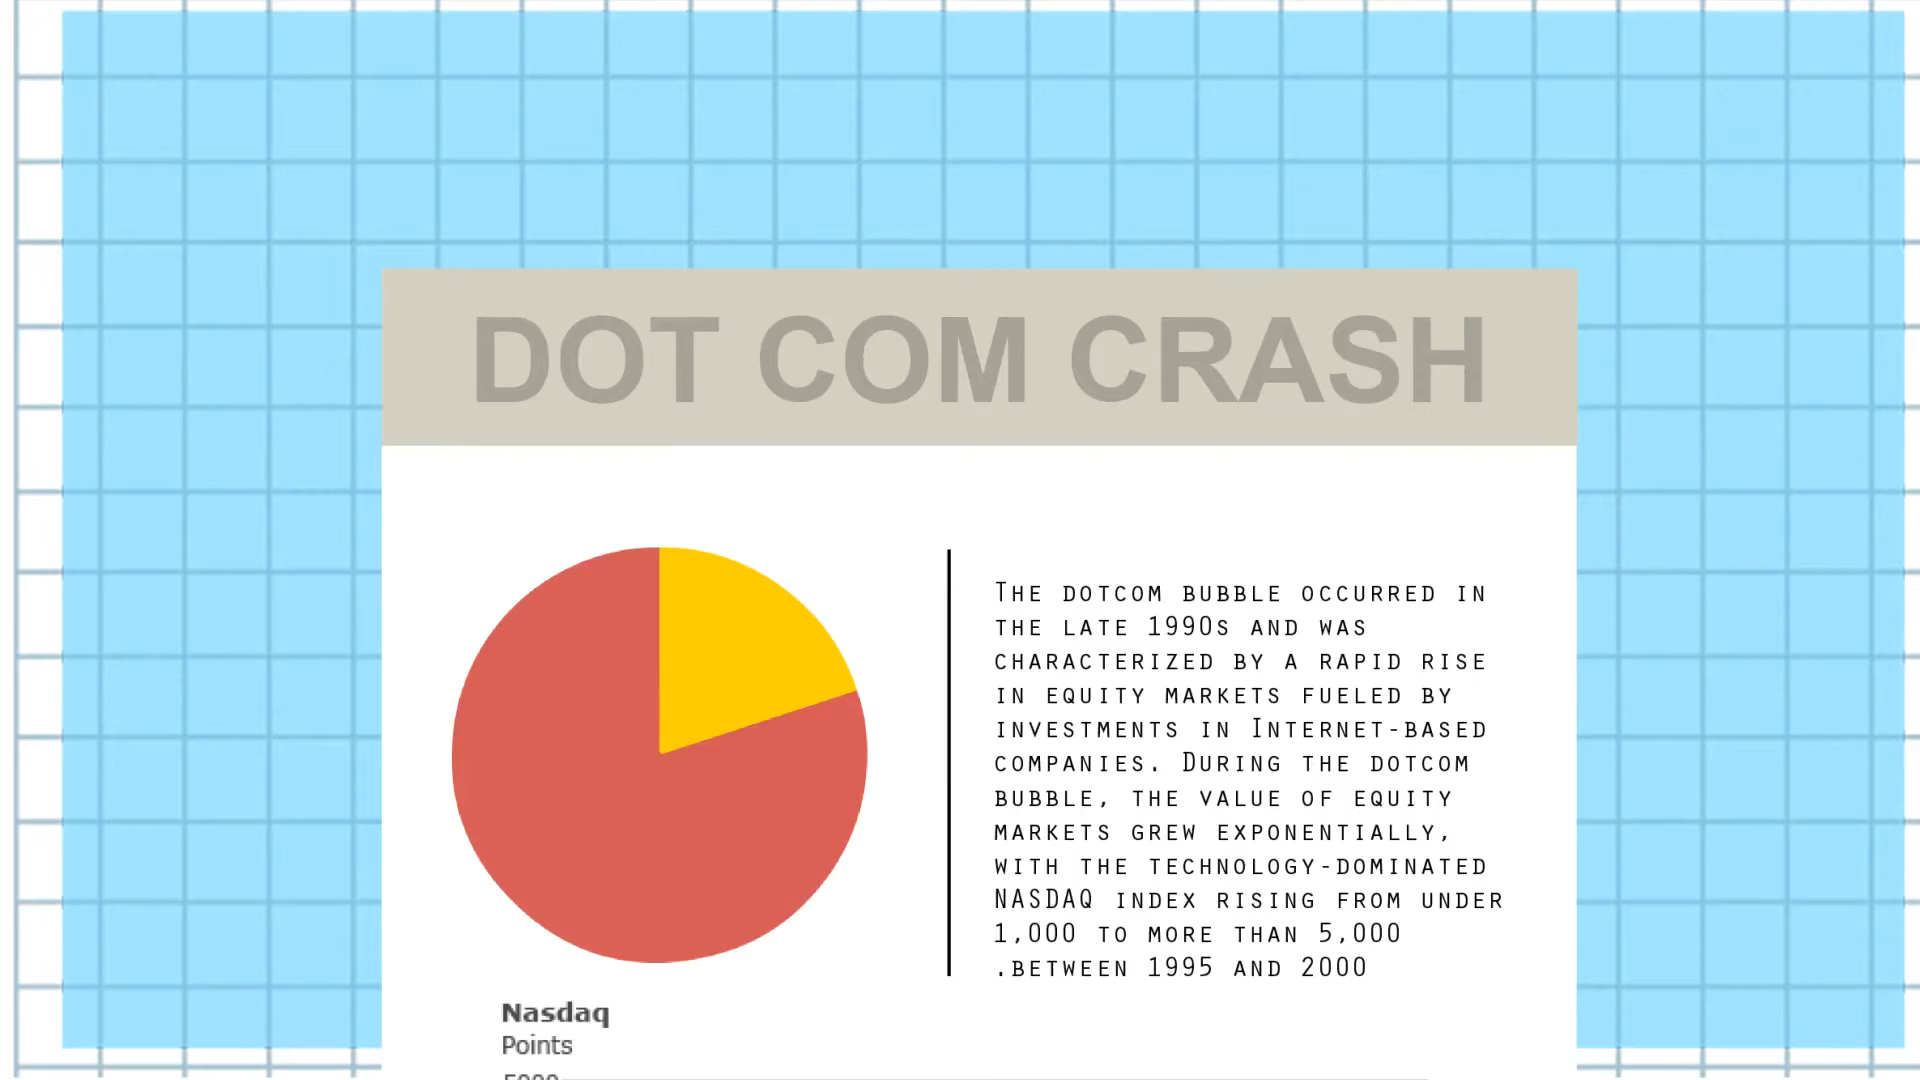 DOT COM CRASH
The dotcom bubble occurred in
the late 1990s and was
characterized by a rapid rise
in equity markets fueled by
investments in Internet-based
companies. During the dotcom
bubble, the value of equity
markets grew exponentially,
with the technology-dominated
NASDAQ index rising from under
1,000 to more than 5,000
.between 1995 and 2000
Nasdaq
Points
5000